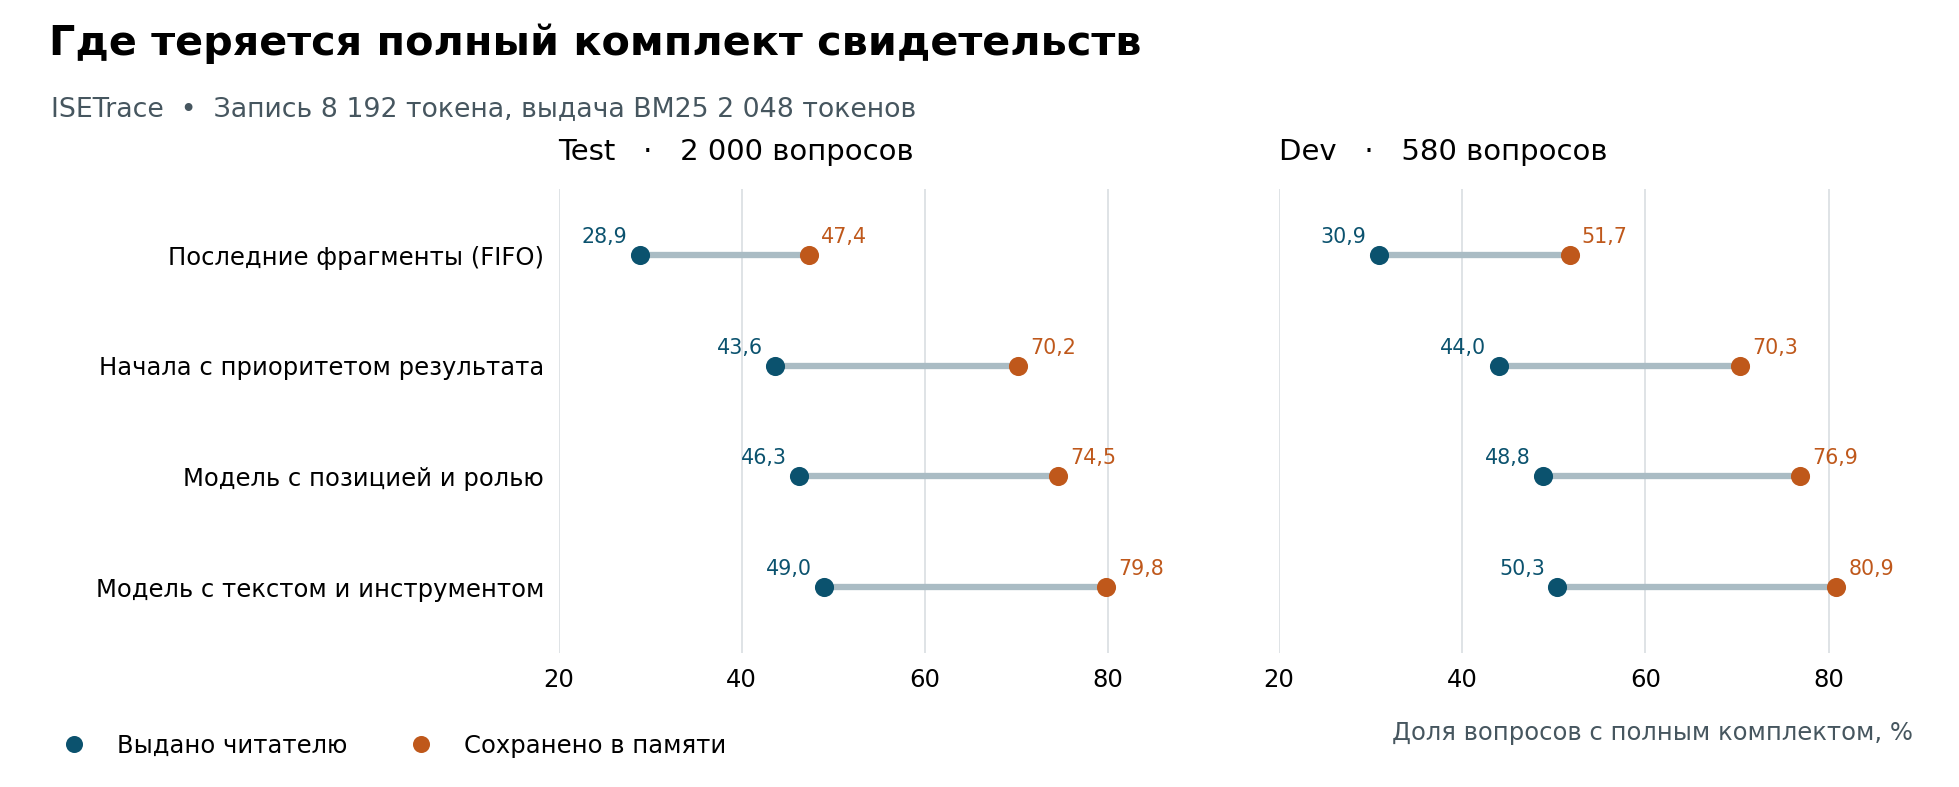 Где теряется полный комплект свидетельств
ISETrace • Запись 8 192 токена, выдача BM25 2 048 токенов
Test · 2 000 вопросов
Dev · 580 вопросов
Последние фрагменты (FIFO)
28,9
47,4
30,9
51,7
Начала с приоритетом результата
43,6
70,2
44,0
70,3
Модель с позицией и ролью
46,3
74,5
48,8
76,9
Модель с текстом и инструментом
49,0
79,8
50,3
80,9
20 40 60 80
20 40 60 80
Выдано читателю
Сохранено в памяти
Доля вопросов с полным комплектом, %